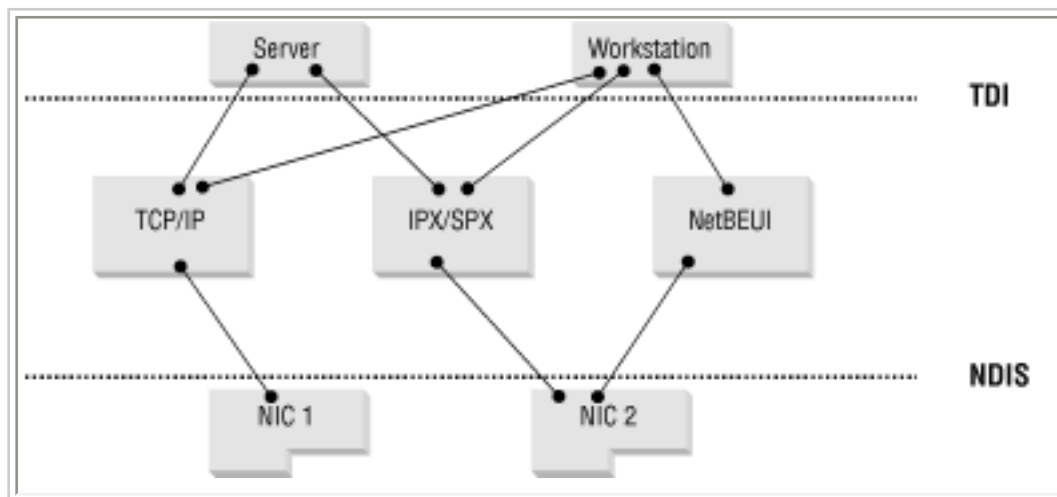 Server
Workstation
TDI
TCP/IP
IPX/SPX
NetBEUI
NDIS
NIC 1
NIC 2